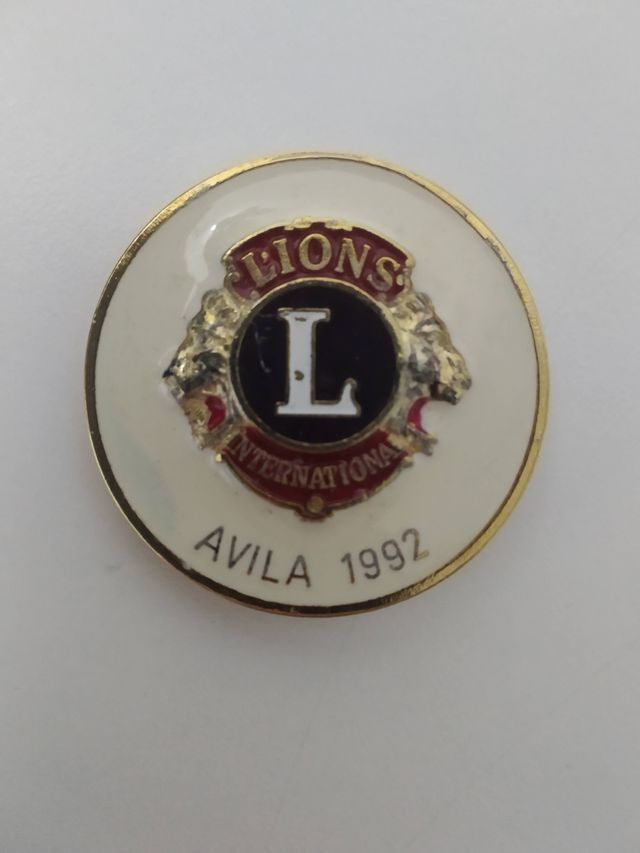 LIONS
L
INTERNATIONAL
AVILA 1992